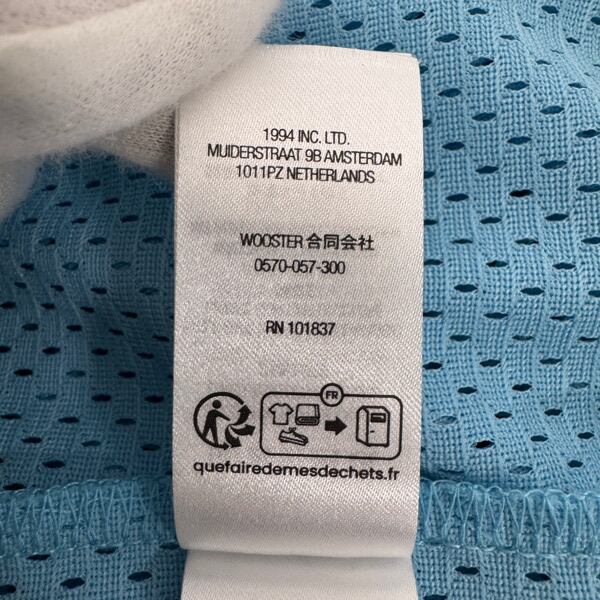 1994 INC. LTD.
MUIDERSTRAAT 9B AMSTERDAM
1011PZ NETHERLANDS
WOOSTER 合同会社
0570-057-300
RN 101837
FR
quefairedemesdechets.fr